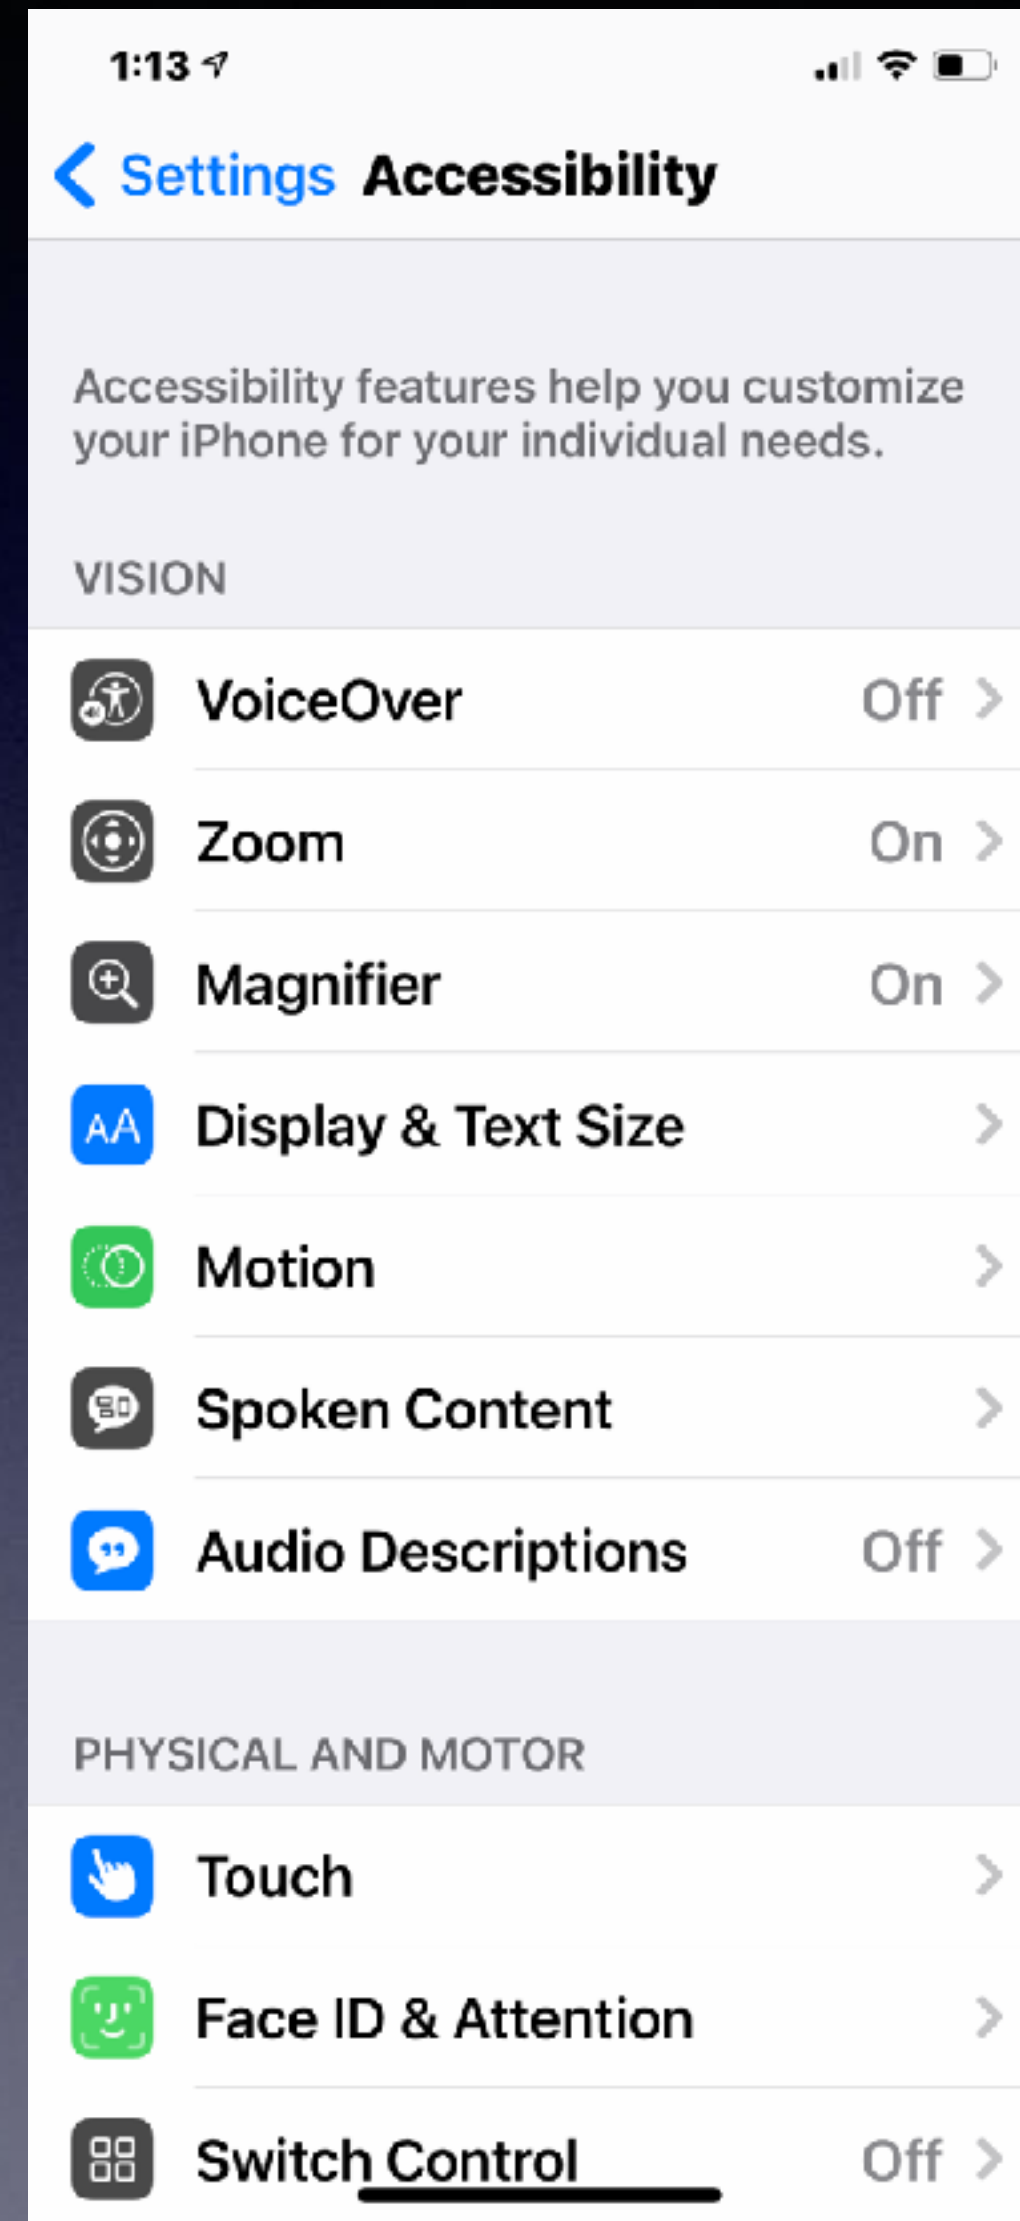 1:13
Settings Accessibility
Accessibility features help you customize
your iPhone for your individual needs.
VISION
VoiceOver Off
Zoom On
Magnifier On
AA Display & Text Size
Motion
Spoken Content
Audio Descriptions Off
PHYSICAL AND MOTOR
Touch
Face ID & Attention
Switch Control Off